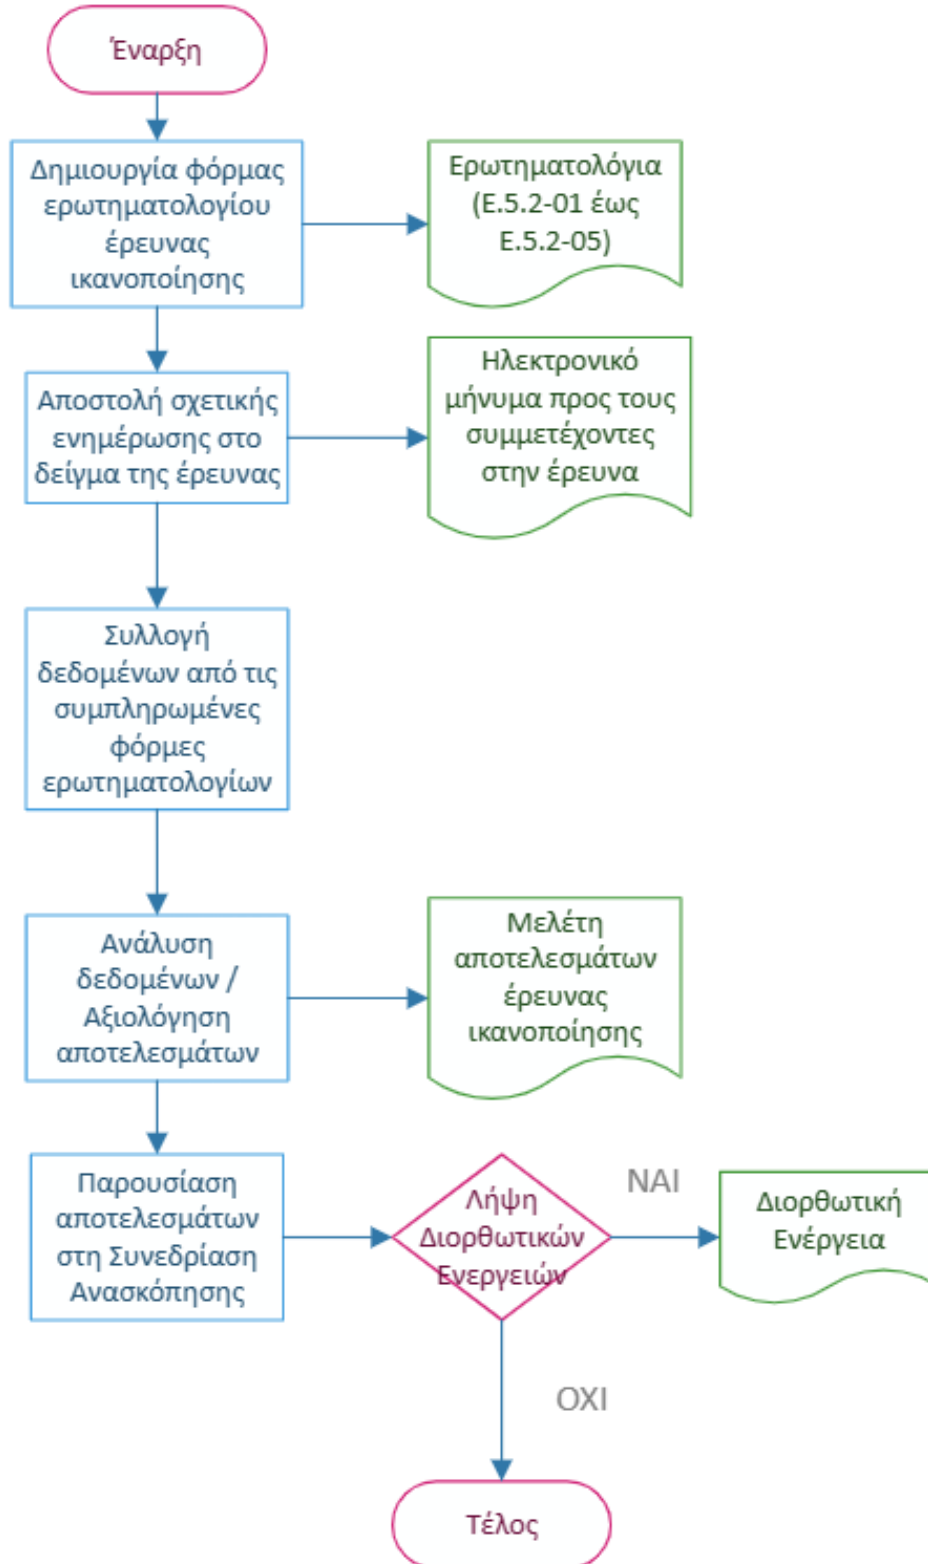 Έναρξη
Δημιουργία φόρμας
ερωτηματολογίου
έρευνας
ικανοποίησης
Ερωτηματολόγια
(Ε.5.2-01 έως
Ε.5.2-05)
Αποστολή σχετικής
ενημέρωσης στο
δείγμα της έρευνας
Ηλεκτρονικό
μήνυμα προς τους
συμμετέχοντες
στην έρευνα
Συλλογή
δεδομένων από τις
συμπληρωμένες
φόρμες
ερωτηματολογίων
Ανάλυση
δεδομένων /
Αξιολόγηση
αποτελεσμάτων
Μελέτη
αποτελεσμάτων
έρευνας
ικανοποίησης
Παρουσίαση
αποτελεσμάτων
στη Συνεδρίαση
Ανασκόπησης
Λήψη
Διορθωτικών
Ενεργειών
ΝΑΙ
Διορθωτική
Ενέργεια
ΟΧΙ
Τέλος